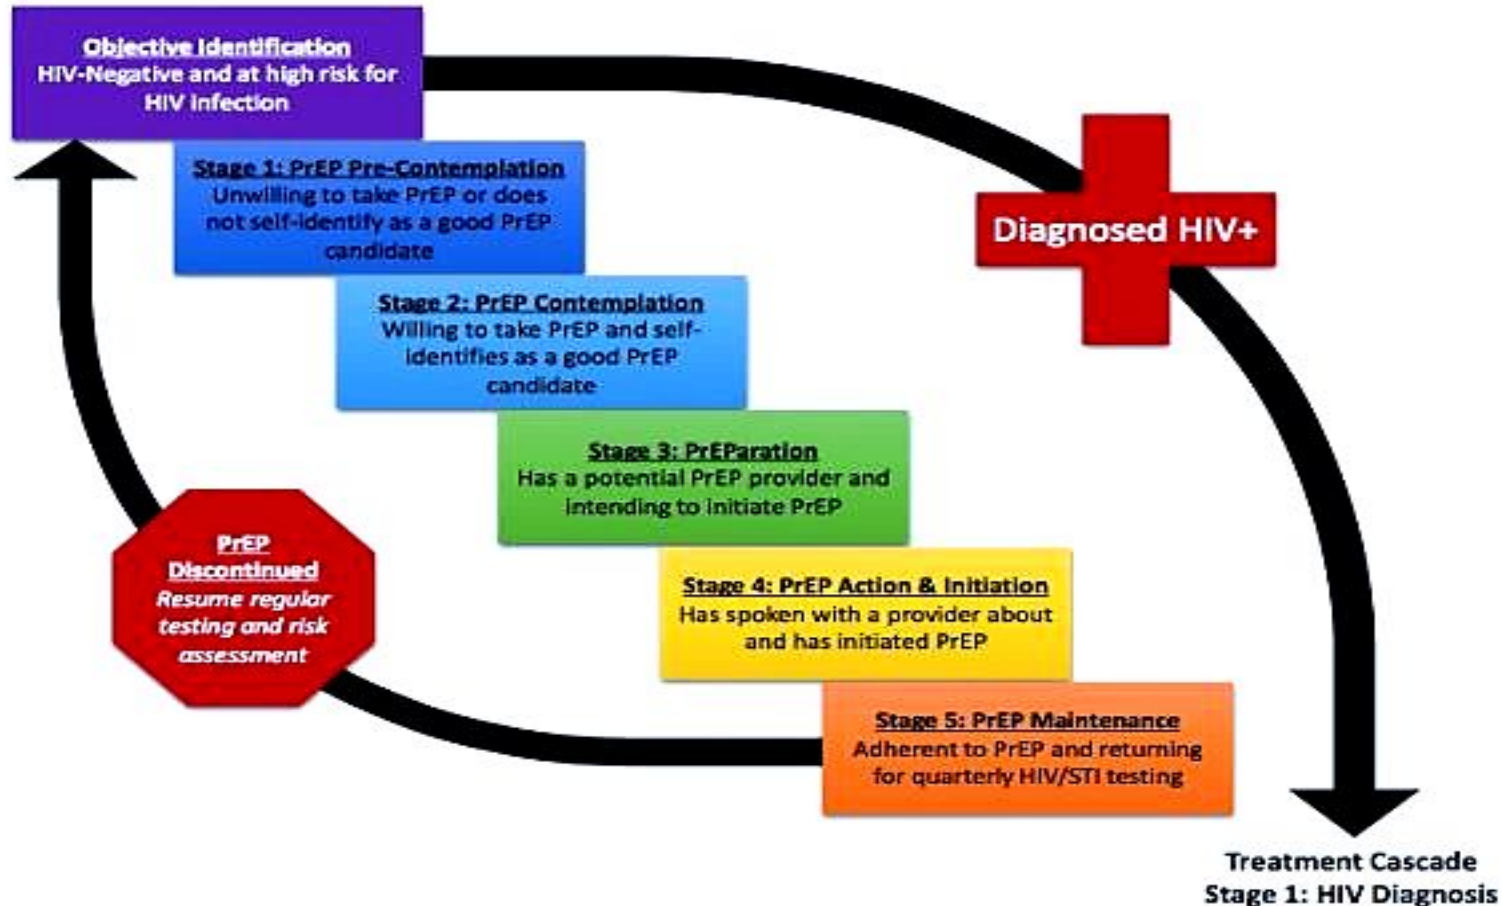 Objective Identification
HIV-Negative and at high risk for
HIV infection
Stage 1: PrEP Pre-Contemplation
Unwilling to take PrEP or does
not self-identify as a good PrEP
candidate
Stage 2: PrEP Contemplation
Willing to take PrEP and self-
identifies as a good PrEP
candidate
Stage 3: PrEParation
Has a potential PrEP provider and
intending to initiate PrEP
Stage 4: PrEP Action & Initiation
Has spoken with a provider about
and has initiated PrEP
Stage 5: PrEP Maintenance
Adherent to PrEP and returning
for quarterly HIV/STI testing
PrEP
Discontinued
Resume regular
testing and risk
assessment
Diagnosed HIV+
Treatment Cascade
Stage 1: HIV Diagnosis